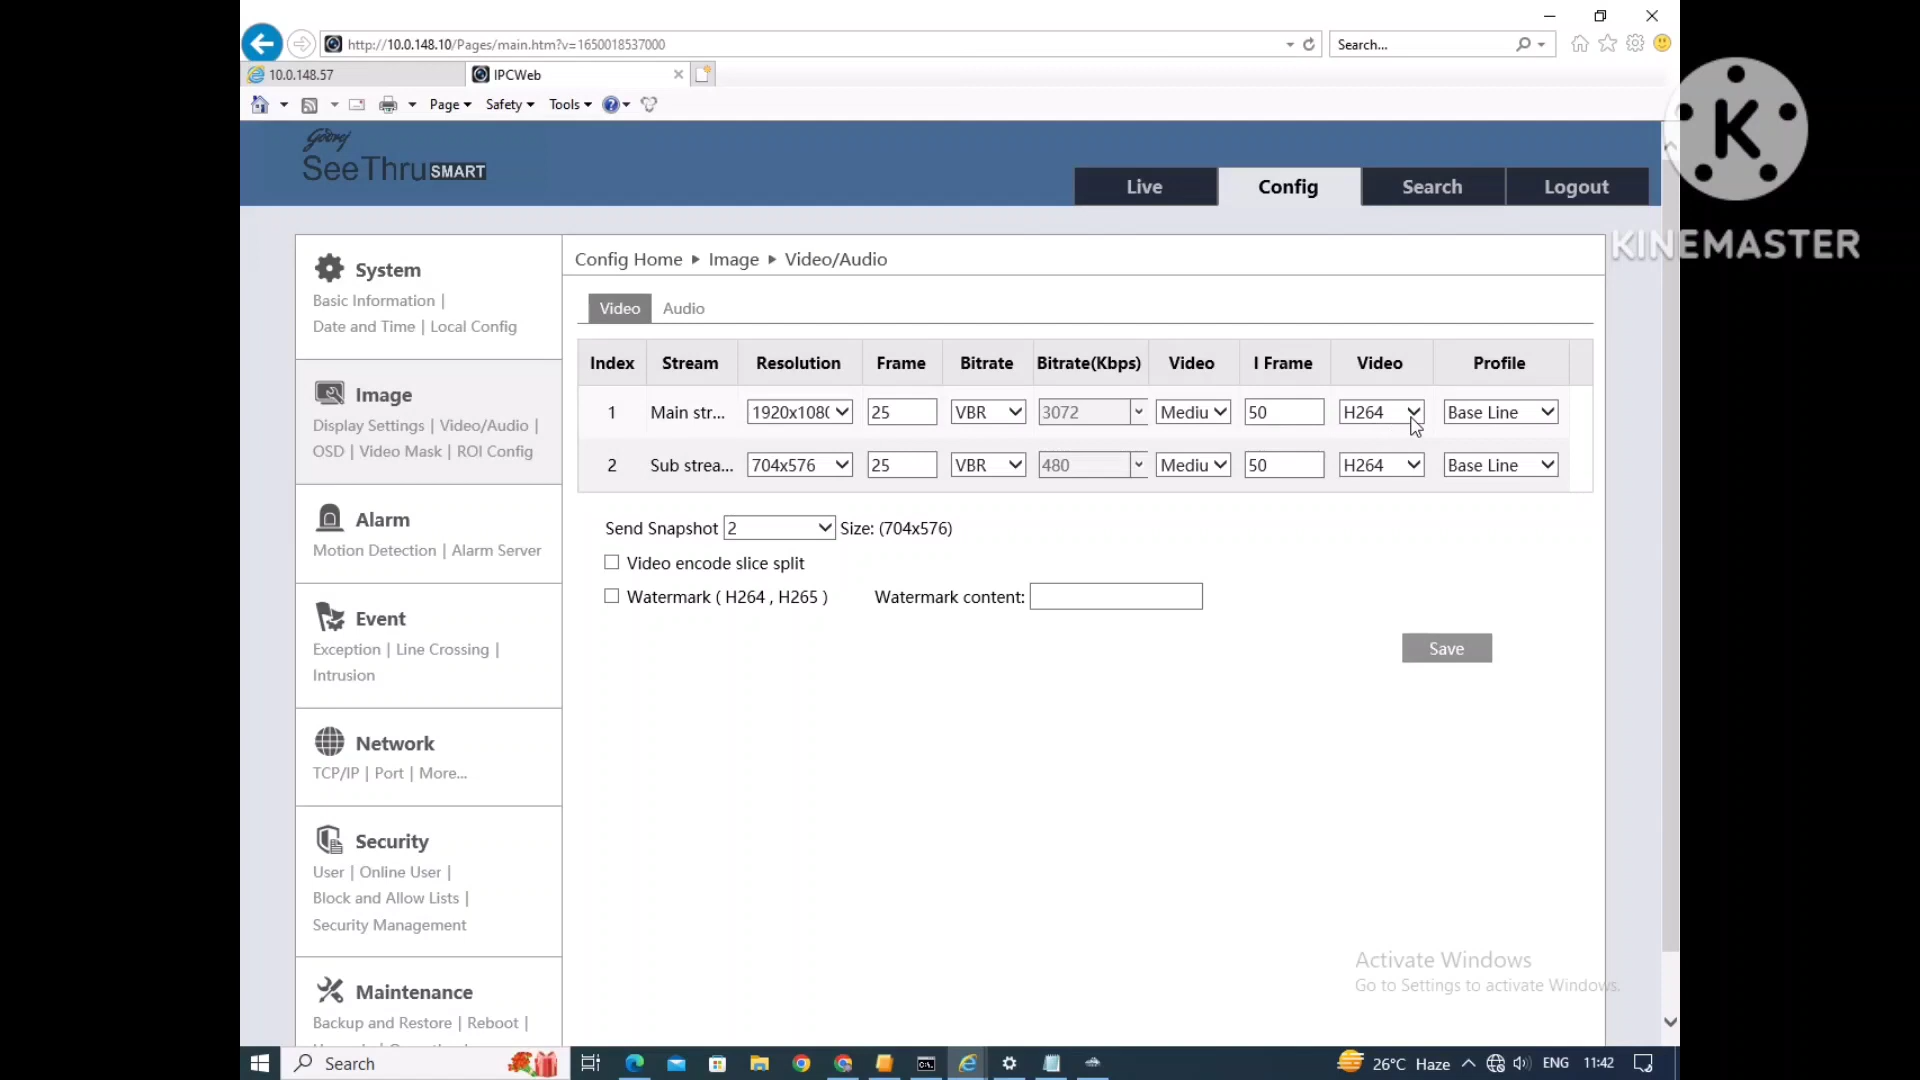 http://10.0.148.10/Pages/main.htm?v=1650018537000
Search...
10.0.148.57
IPCWeb
Page
Safety
Tools
Godrej
SeeThru SMART
Live
Config
Search
Logout
K
KINEMASTER
System
Basic Information |
Date and Time | Local Config
Image
Display Settings | Video/Audio |
OSD | Video Mask | ROI Config
Alarm
Motion Detection | Alarm Server
Event
Exception | Line Crossing |
Intrusion
Network
TCP/IP | Port | More...
Security
User | Online User |
Block and Allow Lists |
Security Management
Maintenance
Backup and Restore | Reboot |
Config Home ▸ Image ▸ Video/Audio
Video Audio
Index Stream Resolution Frame Bitrate Bitrate(Kbps) Video I Frame Video Profile
1 Main str... 1920x108( 25 VBR 3072 Mediu 50 H264 Base Line
2 Sub strea... 704x576 25 VBR 480 Mediu 50 H264 Base Line
Send Snapshot 2 Size: (704x576)
Video encode slice split
Watermark ( H264 , H265 ) Watermark content:
Save
Activate Windows
Go to Settings to activate Windows.
Search
26°C Haze ENG 11:42